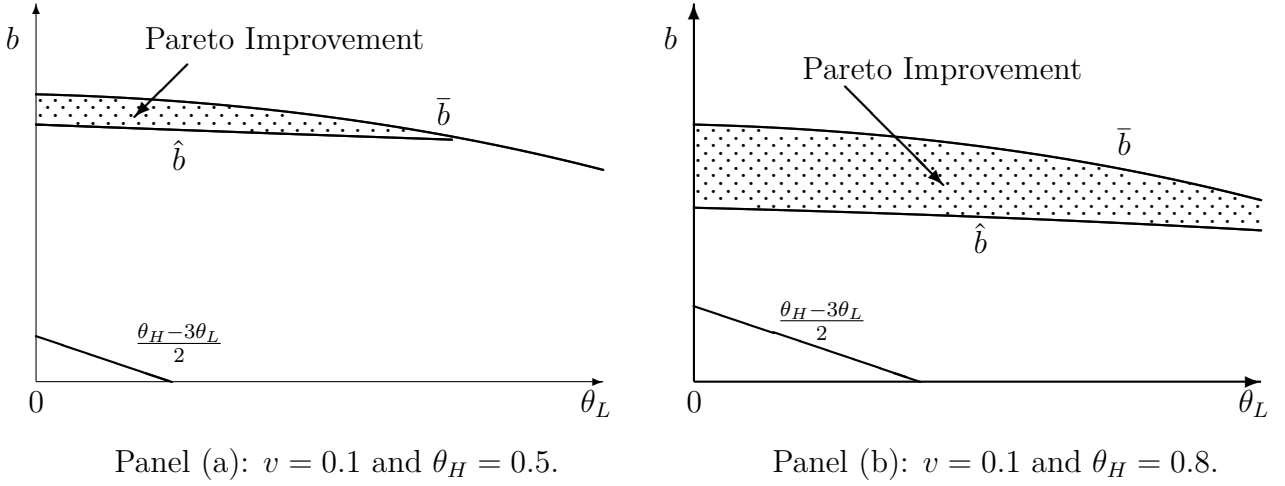 b
Pareto Improvement
b̄
b̂
(θ_H−3θ_L)/2
0
θ_L
Panel (a): v = 0.1 and θ_H = 0.5.
b
Pareto Improvement
b̄
b̂
(θ_H−3θ_L)/2
0
θ_L
Panel (b): v = 0.1 and θ_H = 0.8.